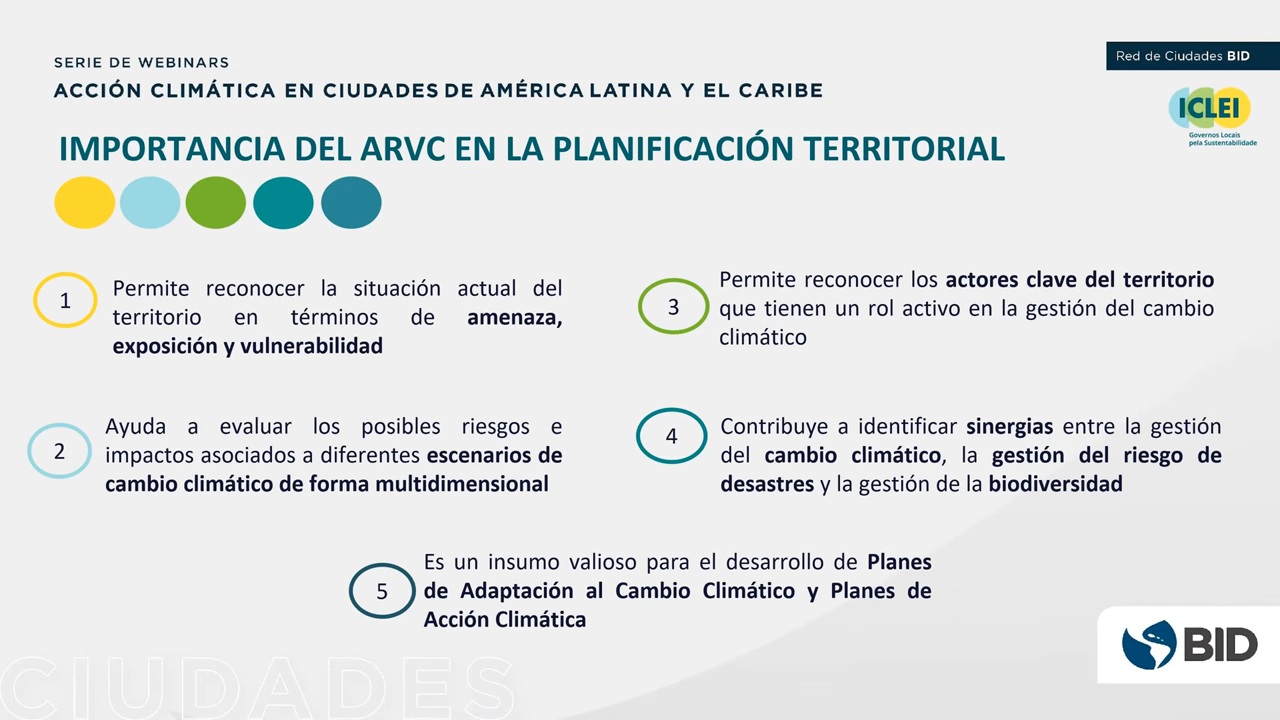 SERIE DE WEBINARS
ACCIÓN CLIMÁTICA EN CIUDADES DE AMÉRICA LATINA Y EL CARIBE
Red de Ciudades BID
ICLEI
Governos Locais
pela Sustentabilidade
IMPORTANCIA DEL ARVC EN LA PLANIFICACIÓN TERRITORIAL
1
Permite reconocer la situación actual del
territorio en términos de amenaza,
exposición y vulnerabilidad
2
Ayuda a evaluar los posibles riesgos e
impactos asociados a diferentes escenarios de
cambio climático de forma multidimensional
3
Permite reconocer los actores clave del territorio
que tienen un rol activo en la gestión del cambio
climático
4
Contribuye a identificar sinergias entre la gestión
del cambio climático, la gestión del riesgo de
desastres y la gestión de la biodiversidad
5
Es un insumo valioso para el desarrollo de Planes
de Adaptación al Cambio Climático y Planes de
Acción Climática
BID
CIUDADES